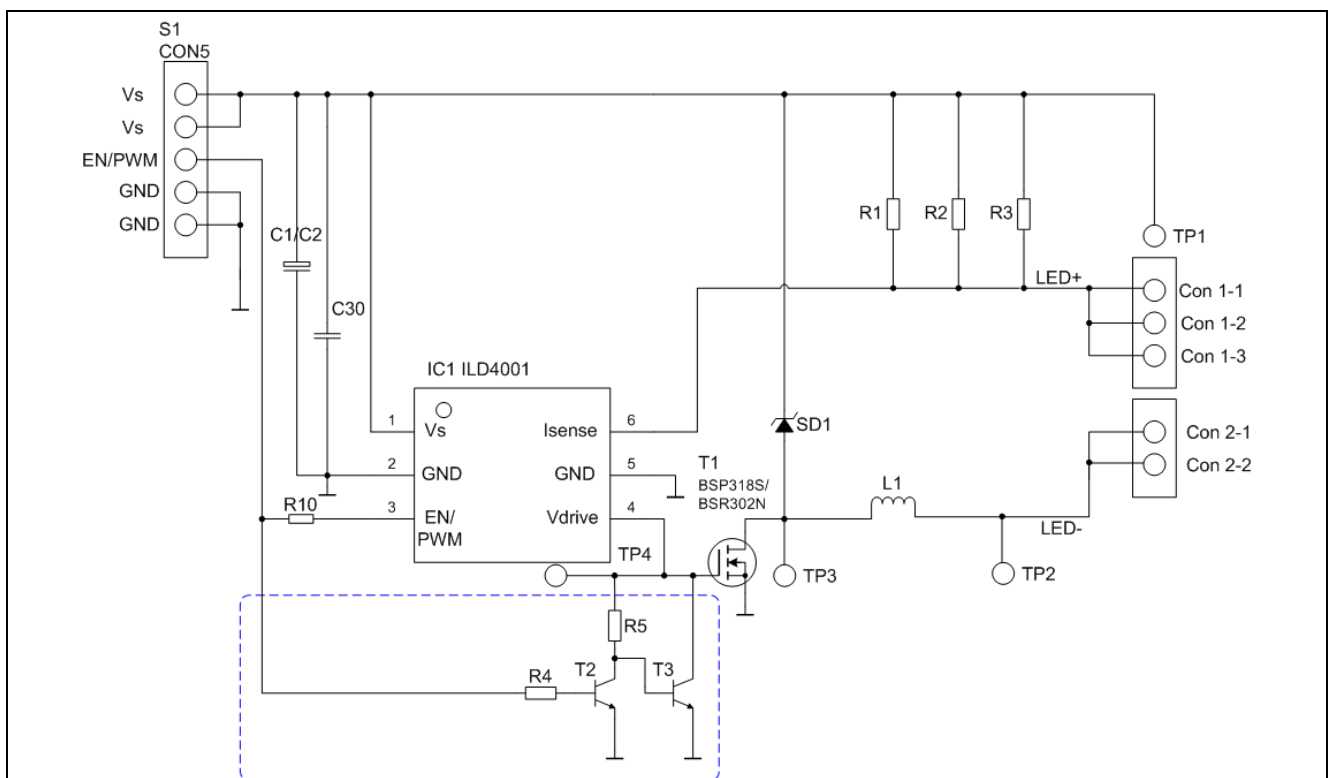 S1
CON5
Vs
Vs
EN/PWM
GND
GND
C1/C2
C30
R1
R2
R3
TP1
LED+
Con 1-1
Con 1-2
Con 1-3
IC1 ILD4001
1
Vs
Isense
6
2
GND
GND
5
R10
3
EN/
PWM
Vdrive
4
SD1
T1
BSP318S/
BSR302N
L1
Con 2-1
Con 2-2
LED-
TP4
TP3
TP2
R5
R4
T2
T3